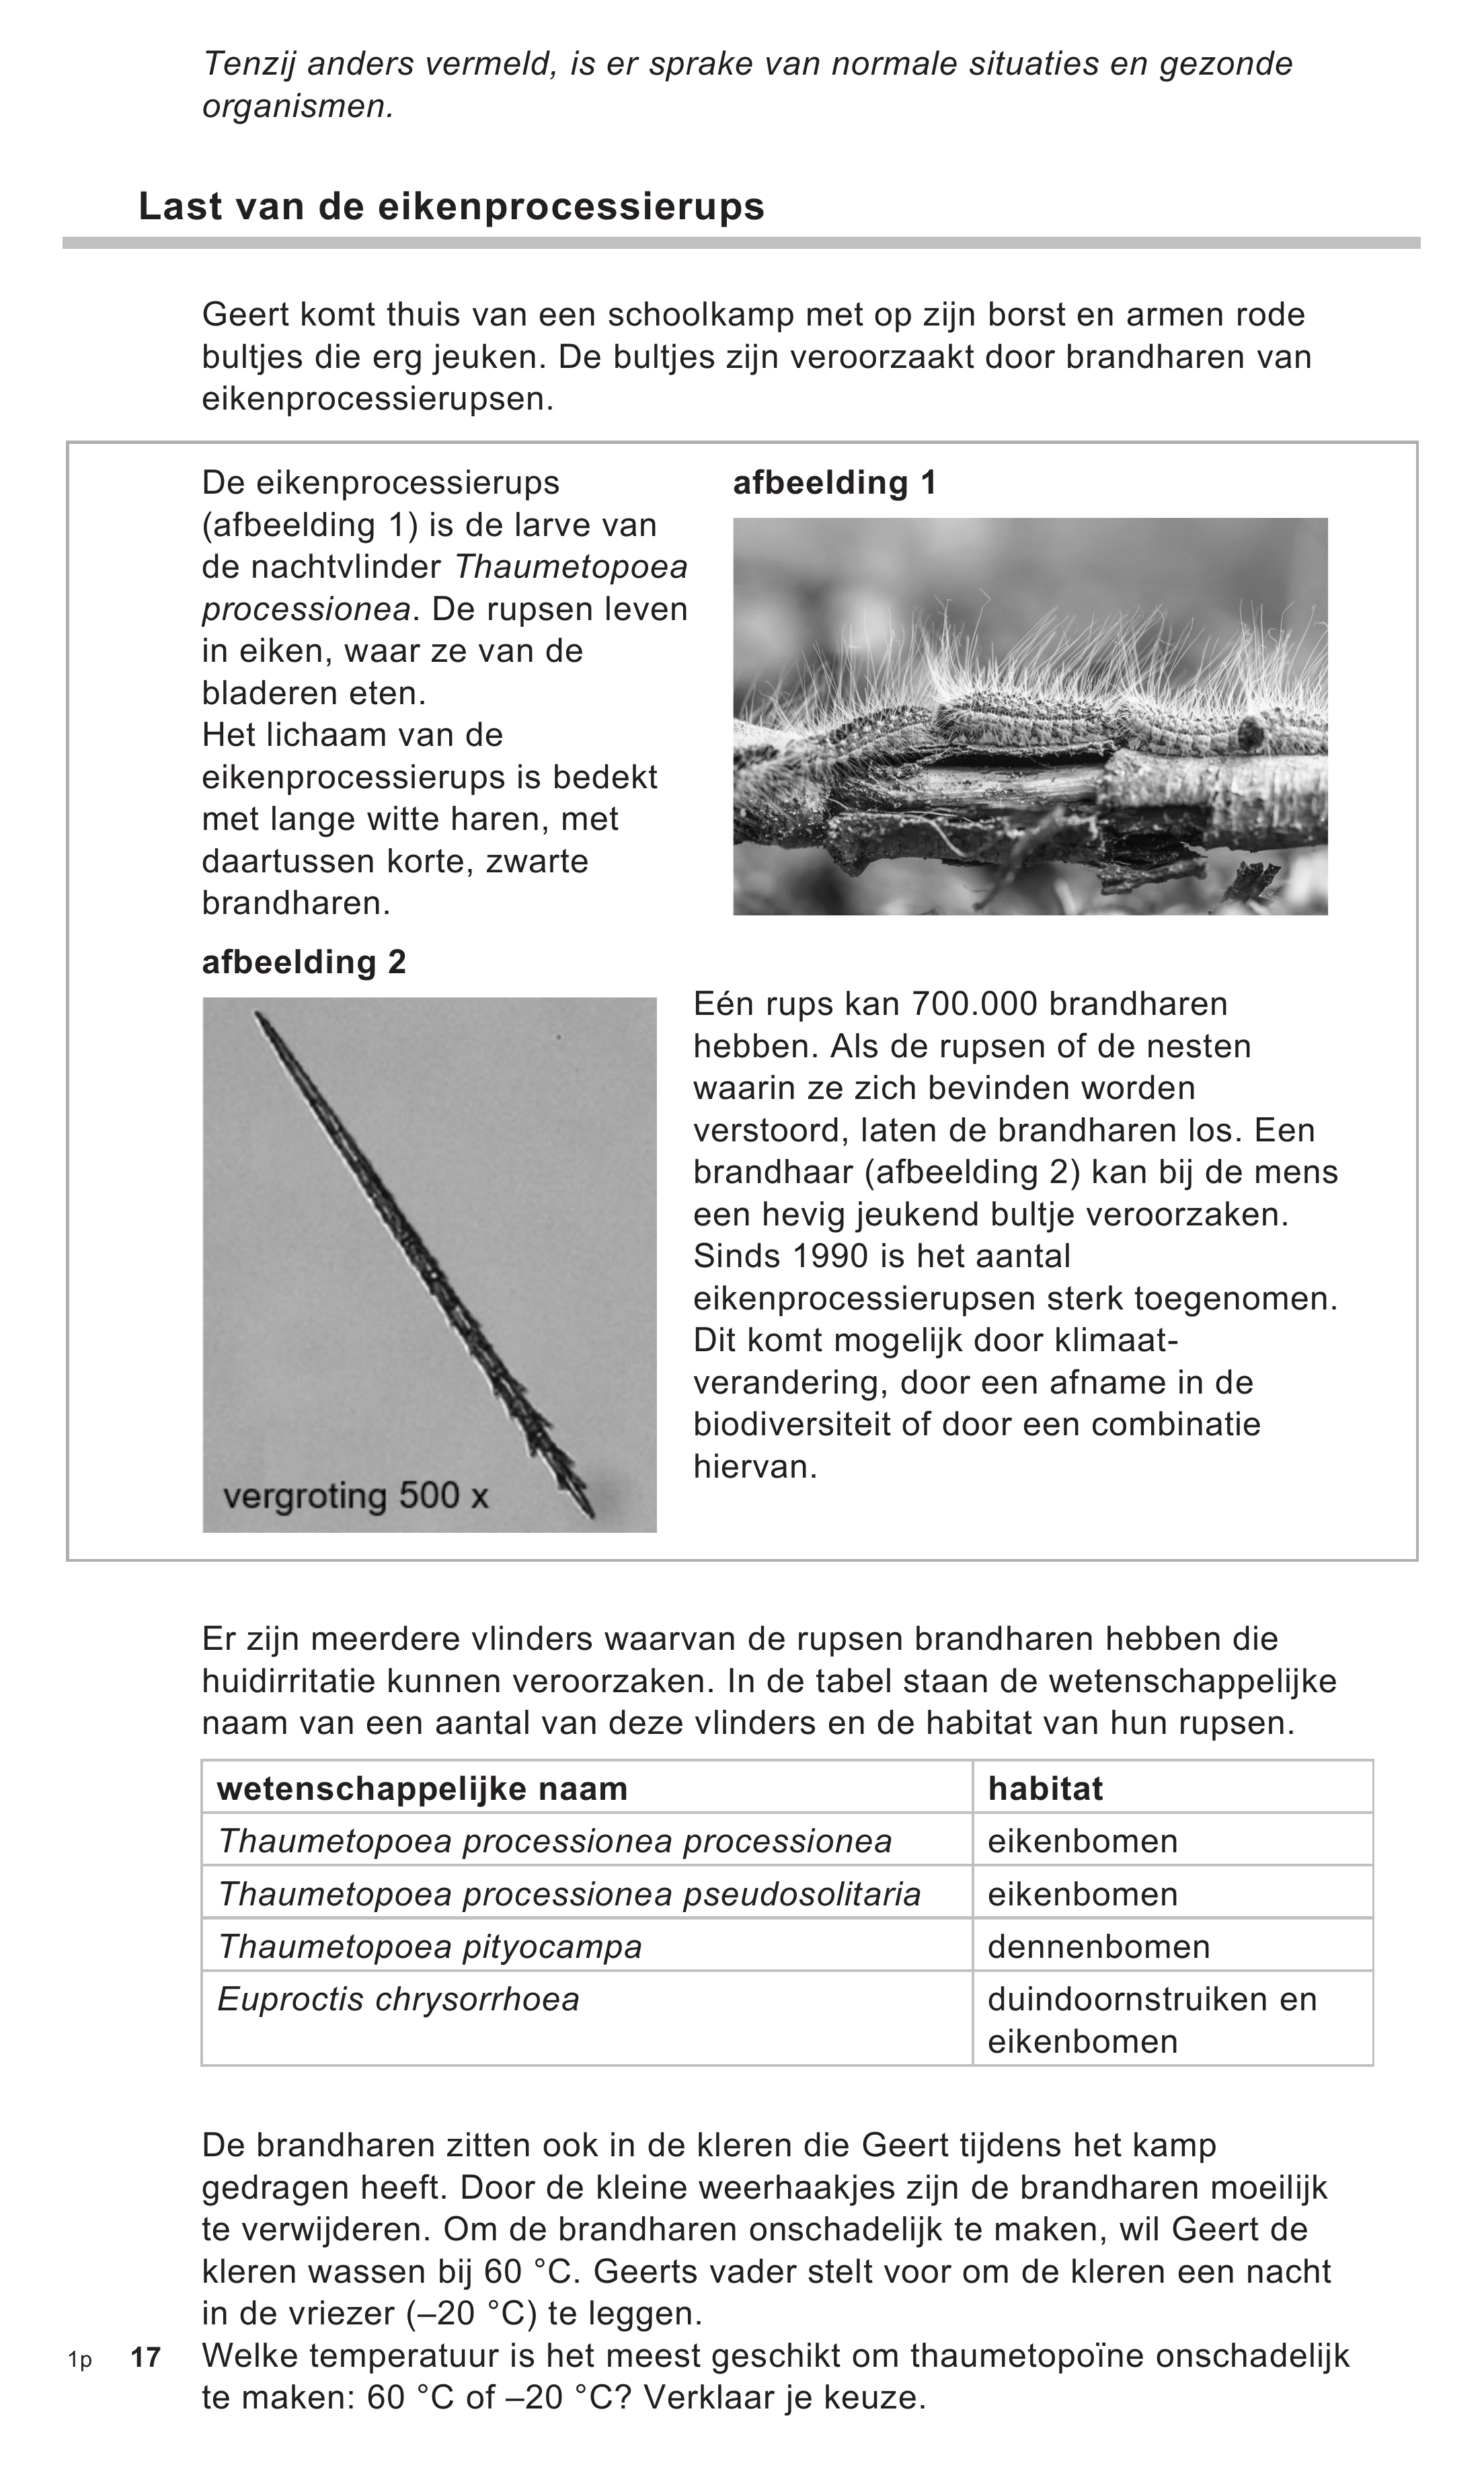 Tenzij anders vermeld, is er sprake van normale situaties en gezonde
organismen.
Last van de eikenprocessierups
Geert komt thuis van een schoolkamp met op zijn borst en armen rode
bultjes die erg jeuken. De bultjes zijn veroorzaakt door brandharen van
eikenprocessierupsen.
De eikenprocessierups
(afbeelding 1) is de larve van
de nachtvlinder Thaumetopoea
processionea. De rupsen leven
in eiken, waar ze van de
bladeren eten.
Het lichaam van de
eikenprocessierups is bedekt
met lange witte haren, met
daartussen korte, zwarte
brandharen.
afbeelding 1
afbeelding 2
vergroting 500 x
Eén rups kan 700.000 brandharen
hebben. Als de rupsen of de nesten
waarin ze zich bevinden worden
verstoord, laten de brandharen los. Een
brandhaar (afbeelding 2) kan bij de mens
een hevig jeukend bultje veroorzaken.
Sinds 1990 is het aantal
eikenprocessierupsen sterk toegenomen.
Dit komt mogelijk door klimaat-
verandering, door een afname in de
biodiversiteit of door een combinatie
hiervan.
Er zijn meerdere vlinders waarvan de rupsen brandharen hebben die
huidirritatie kunnen veroorzaken. In de tabel staan de wetenschappelijke
naam van een aantal van deze vlinders en de habitat van hun rupsen.
wetenschappelijke naam habitat
Thaumetopoea processionea processionea eikenbomen
Thaumetopoea processionea pseudosolitaria eikenbomen
Thaumetopoea pityocampa dennenbomen
Euproctis chrysorrhoea duindoornstruiken en
eikenbomen
De brandharen zitten ook in de kleren die Geert tijdens het kamp
gedragen heeft. Door de kleine weerhaakjes zijn de brandharen moeilijk
te verwijderen. Om de brandharen onschadelijk te maken, wil Geert de
kleren wassen bij 60 °C. Geerts vader stelt voor om de kleren een nacht
in de vriezer (–20 °C) te leggen.
1p 17 Welke temperatuur is het meest geschikt om thaumetopoïne onschadelijk
te maken: 60 °C of –20 °C? Verklaar je keuze.